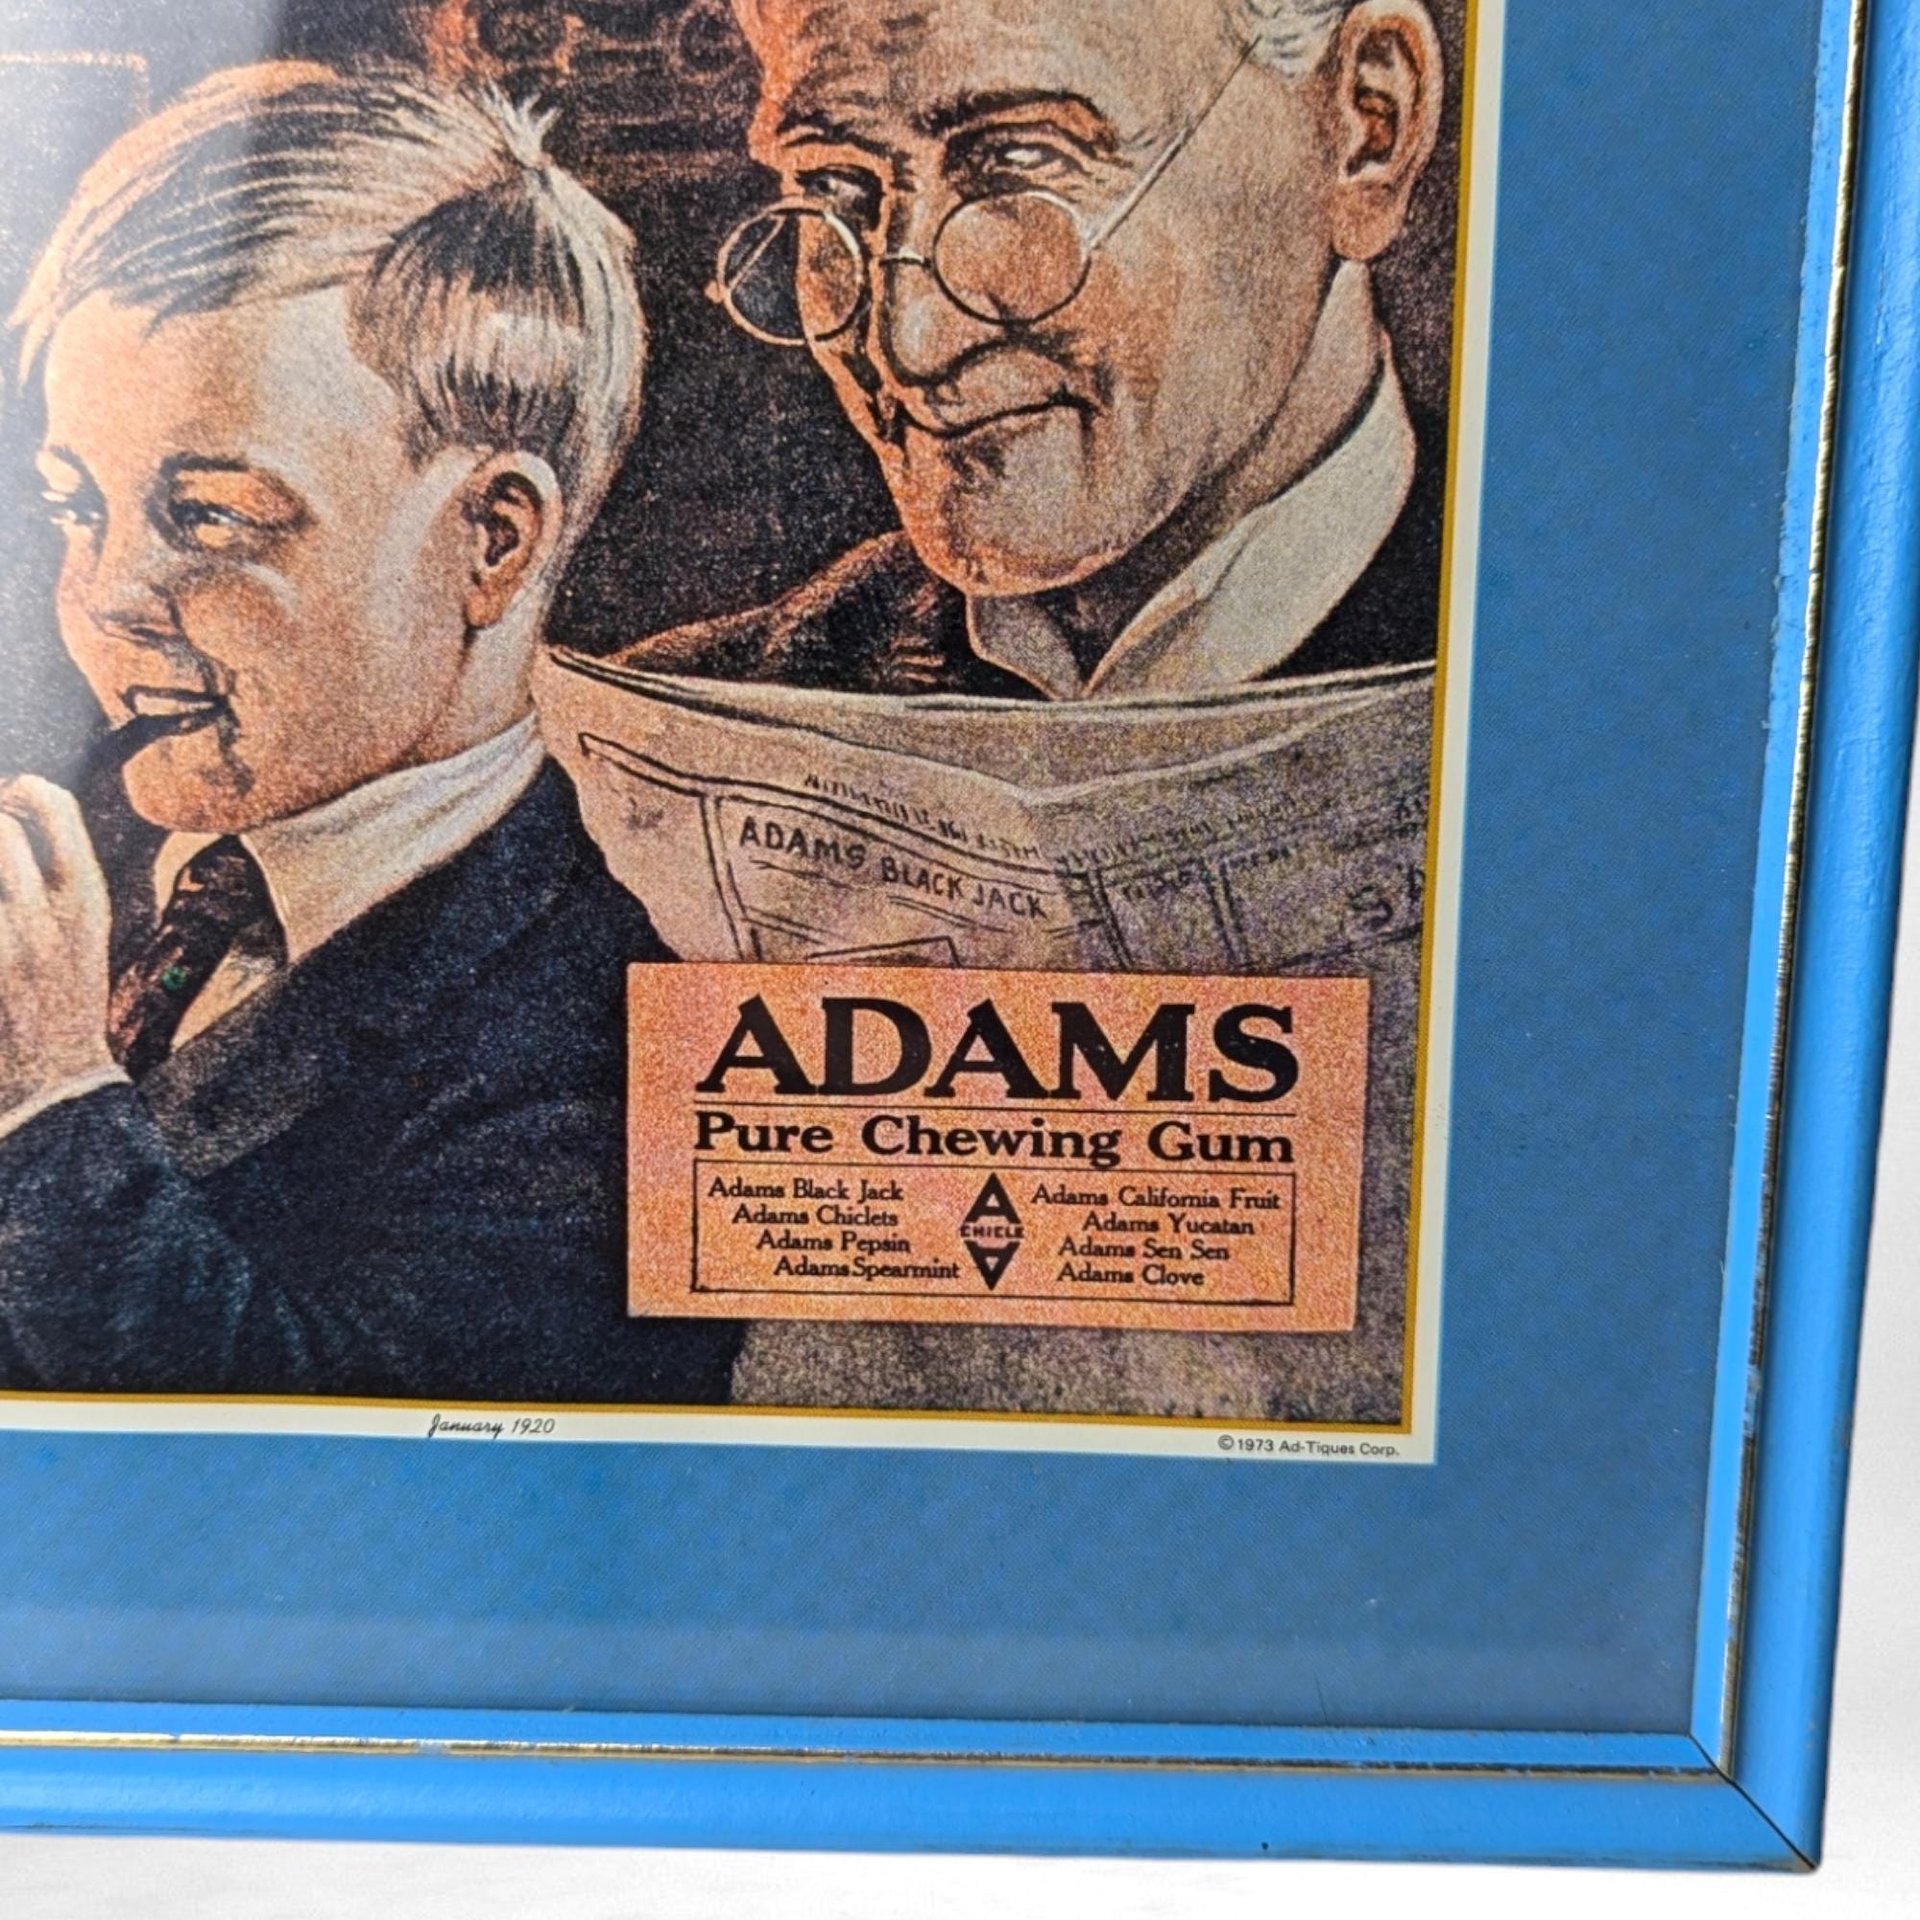 ADAMS BLACK JACK
ADAMS
Pure Chewing Gum
Adams Black Jack
Adams Chiclets
Adams Pepsin
Adams Spearmint
A
CHICLE
A
Adams California Fruit
Adams Yucatan
Adams Sen Sen
Adams Clove
January 1920
©1973 Ad-Tiques Corp.